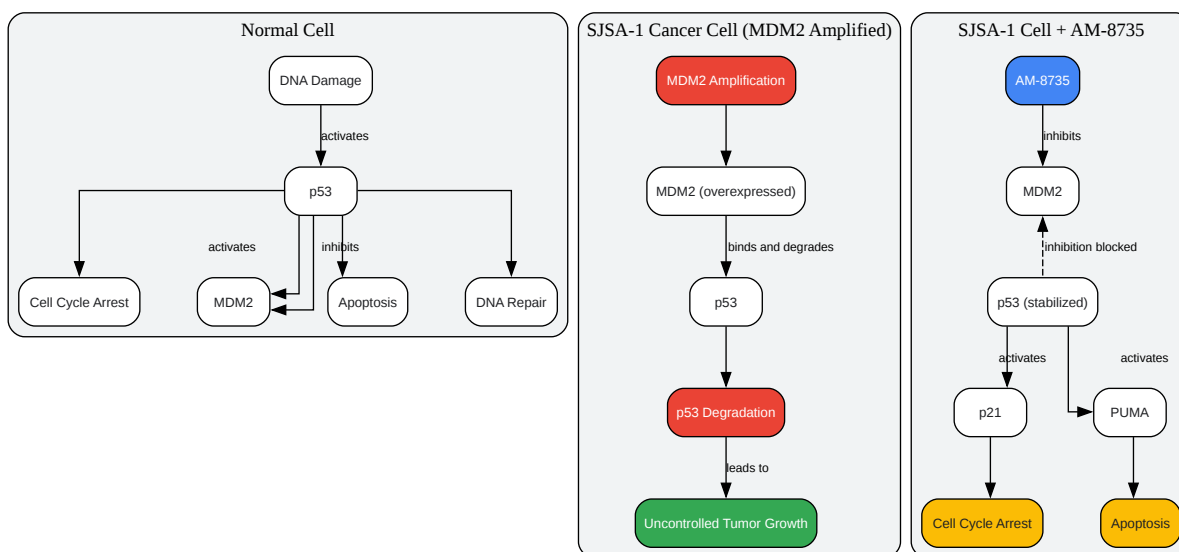 Normal Cell
DNA Damage
activates
p53
activates
inhibits
Cell Cycle Arrest
MDM2
Apoptosis
DNA Repair
SJSA-1 Cancer Cell (MDM2 Amplified)
MDM2 Amplification
MDM2 (overexpressed)
binds and degrades
p53
p53 Degradation
leads to
Uncontrolled Tumor Growth
SJSA-1 Cell + AM-8735
AM-8735
inhibits
MDM2
inhibition blocked
p53 (stabilized)
activates
activates
p21
PUMA
Cell Cycle Arrest
Apoptosis